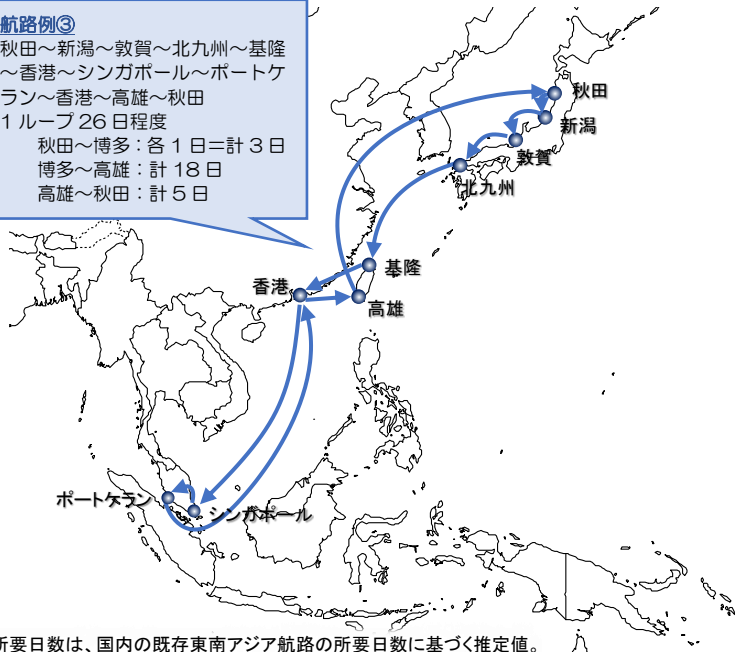 航路例③
秋田～新潟～敦賀～北九州～基隆
～香港～シンガポール～ポートケ
ラン～香港～高雄～秋田
1 ループ 26 日程度
秋田～博多：各 1 日＝計 3 日
博多～高雄：計 18 日
高雄～秋田：計 5 日
秋田
新潟
敦賀
北九州
基隆
香港
高雄
ポートケラン
シンガポール
所要日数は、国内の既存東南アジア航路の所要日数に基づく推定値。